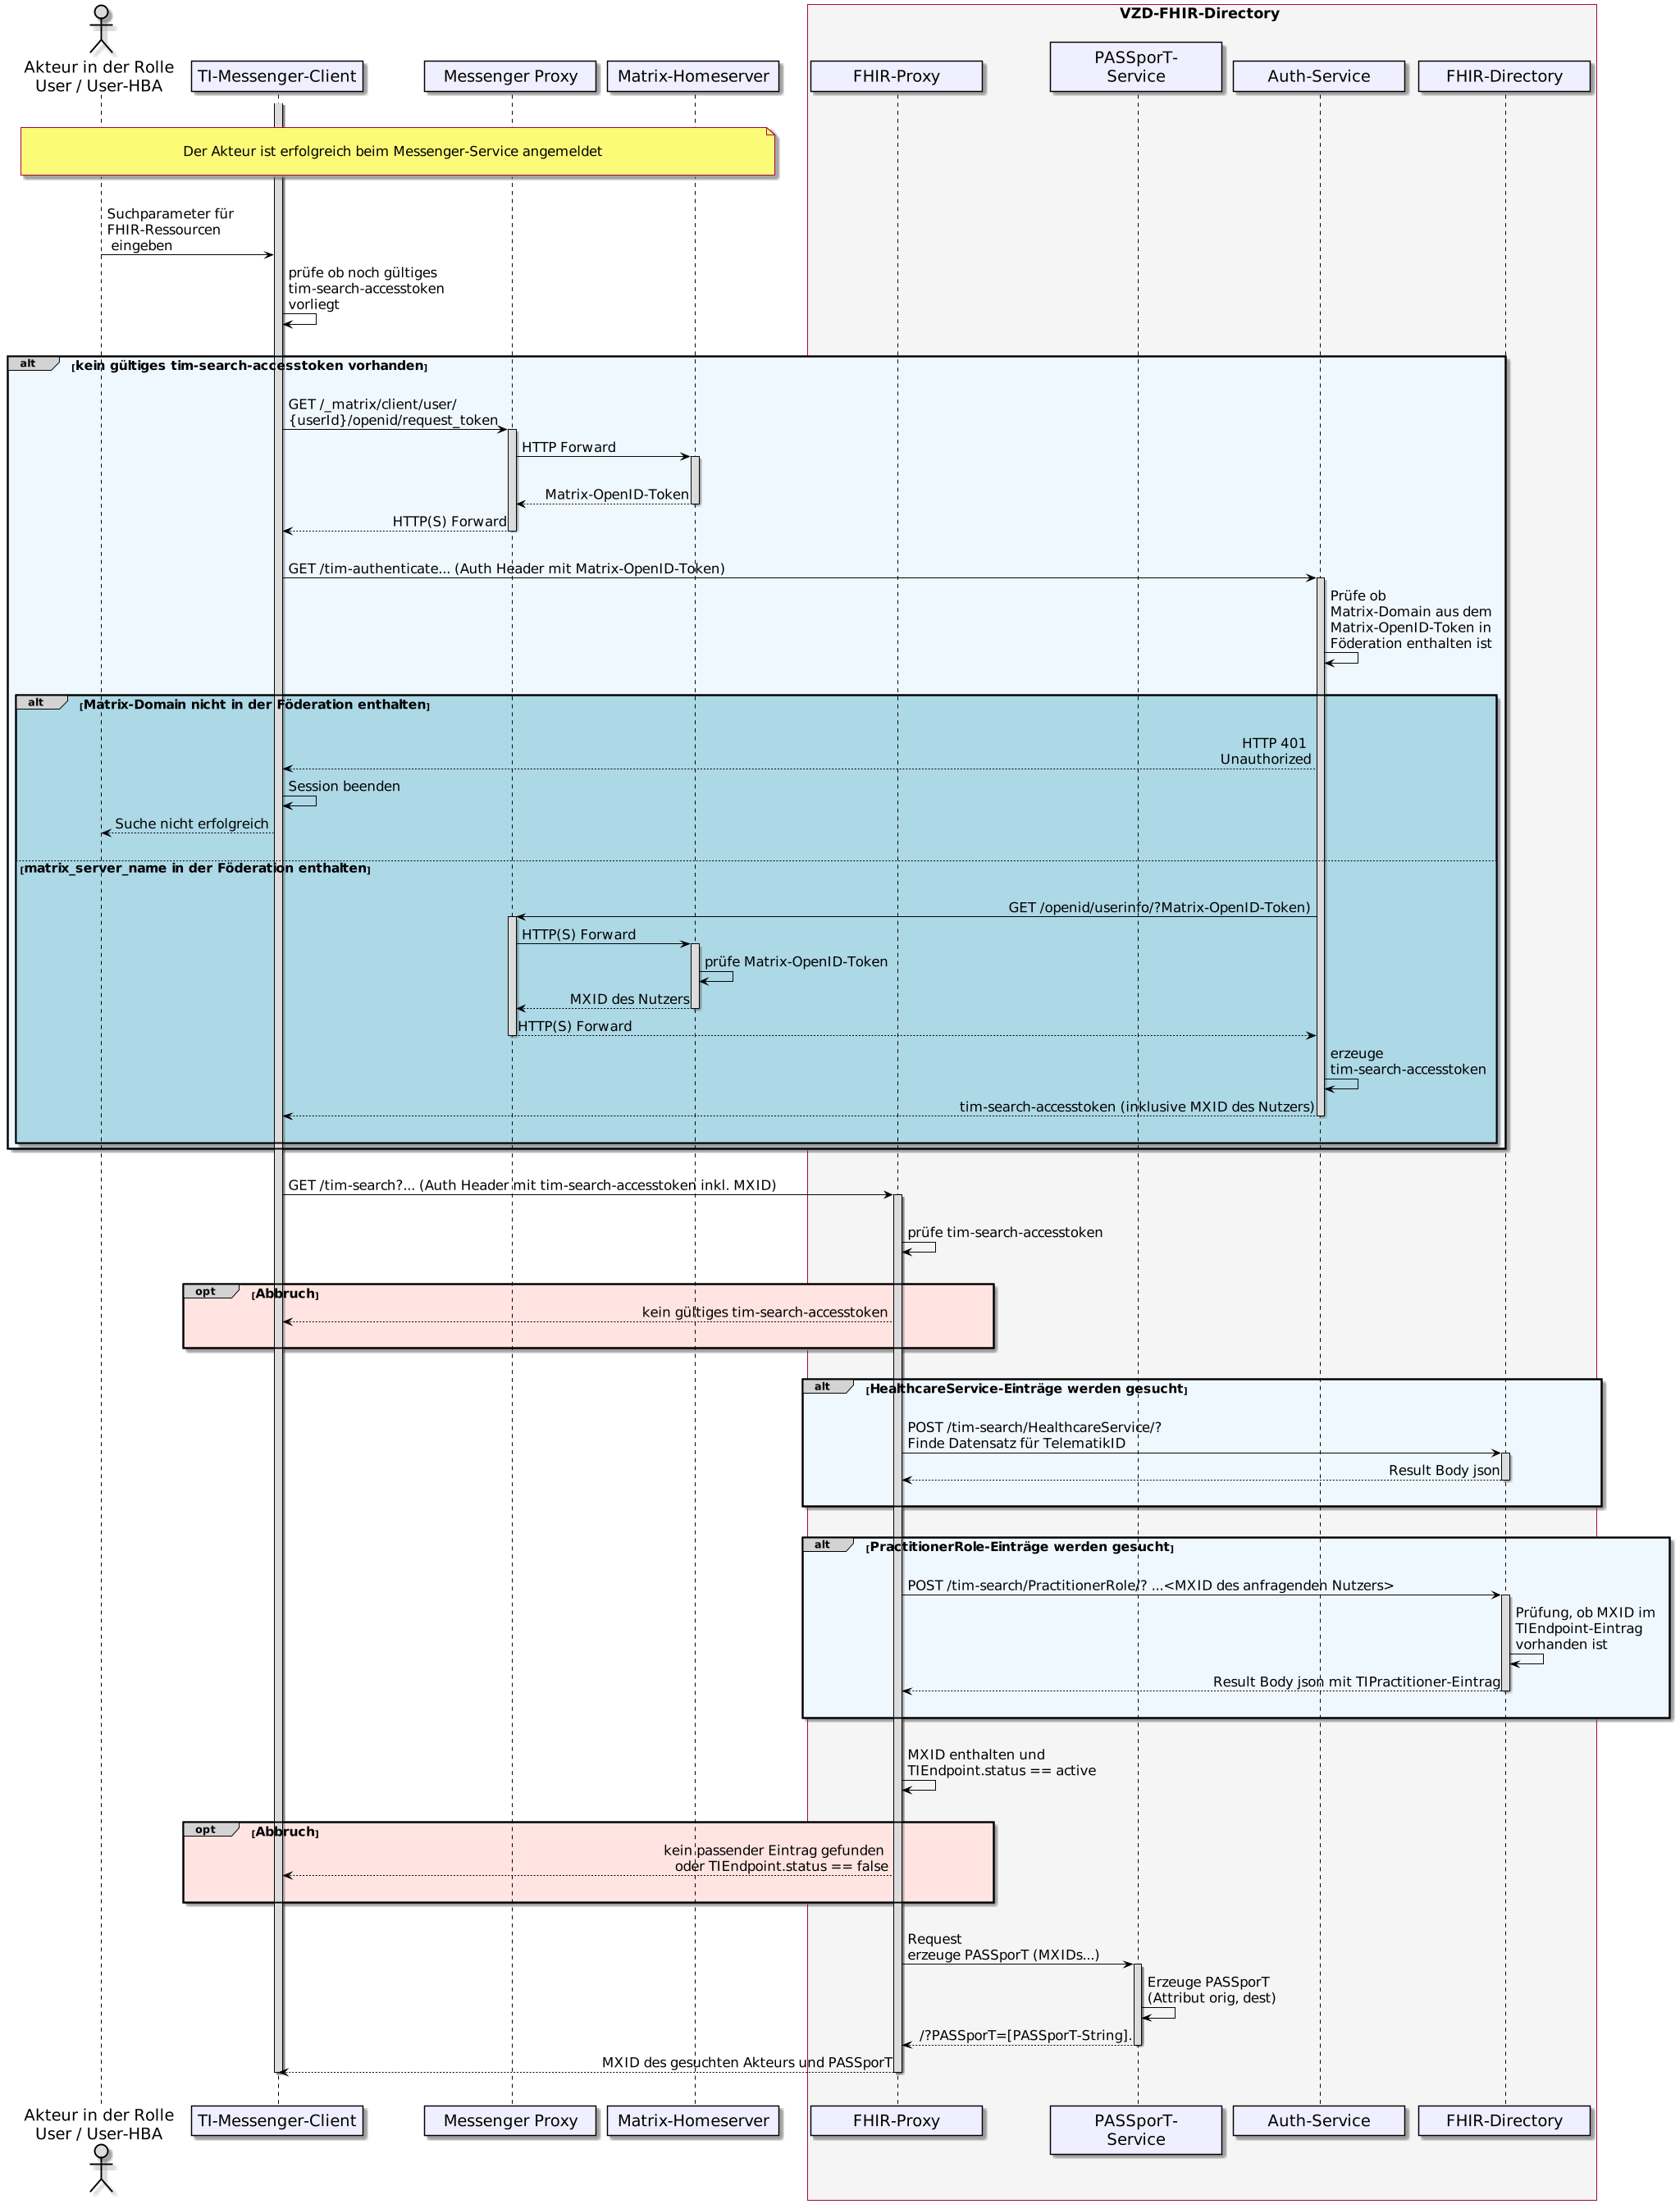 VZD-FHIR-Directory
Akteur in der Rolle
User / User-HBA
TI-Messenger-Client
Messenger Proxy
Matrix-Homeserver
FHIR-Proxy
PASSporT-
Service
Auth-Service
FHIR-Directory
Der Akteur ist erfolgreich beim Messenger-Service angemeldet
Suchparameter für
FHIR-Ressourcen
eingeben
prüfe ob noch gültiges
tim-search-accesstoken
vorliegt
alt [kein gültiges tim-search-accesstoken vorhanden]
GET /_matrix/client/user/
{userId}/openid/request_token
HTTP Forward
Matrix-OpenID-Token
HTTP(S) Forward
GET /tim-authenticate... (Auth Header mit Matrix-OpenID-Token)
Prüfe ob
Matrix-Domain aus dem
Matrix-OpenID-Token in
Föderation enthalten ist
alt [Matrix-Domain nicht in der Föderation enthalten]
HTTP 401
Unauthorized
Session beenden
Suche nicht erfolgreich
[matrix_server_name in der Föderation enthalten]
GET /openid/userinfo/?Matrix-OpenID-Token)
HTTP(S) Forward
prüfe Matrix-OpenID-Token
MXID des Nutzers
HTTP(S) Forward
erzeuge
tim-search-accesstoken
tim-search-accesstoken (inklusive MXID des Nutzers)
GET /tim-search?... (Auth Header mit tim-search-accesstoken inkl. MXID)
prüfe tim-search-accesstoken
opt [Abbruch]
kein gültiges tim-search-accesstoken
alt [HealthcareService-Einträge werden gesucht]
POST /tim-search/HealthcareService/?
Finde Datensatz für TelematikID
Result Body json
alt [PractitionerRole-Einträge werden gesucht]
POST /tim-search/PractitionerRole/? ...<MXID des anfragenden Nutzers>
Prüfung, ob MXID im
TIEndpoint-Eintrag
vorhanden ist
Result Body json mit TIPractitioner-Eintrag
MXID enthalten und
TIEndpoint.status == active
opt [Abbruch]
kein passender Eintrag gefunden
oder TIEndpoint.status == false
Request
erzeuge PASSporT (MXIDs...)
Erzeuge PASSporT
(Attribut orig, dest)
/?PASSporT=[PASSporT-String].
MXID des gesuchten Akteurs und PASSporT
Akteur in der Rolle
User / User-HBA
TI-Messenger-Client
Messenger Proxy
Matrix-Homeserver
FHIR-Proxy
PASSporT-
Service
Auth-Service
FHIR-Directory